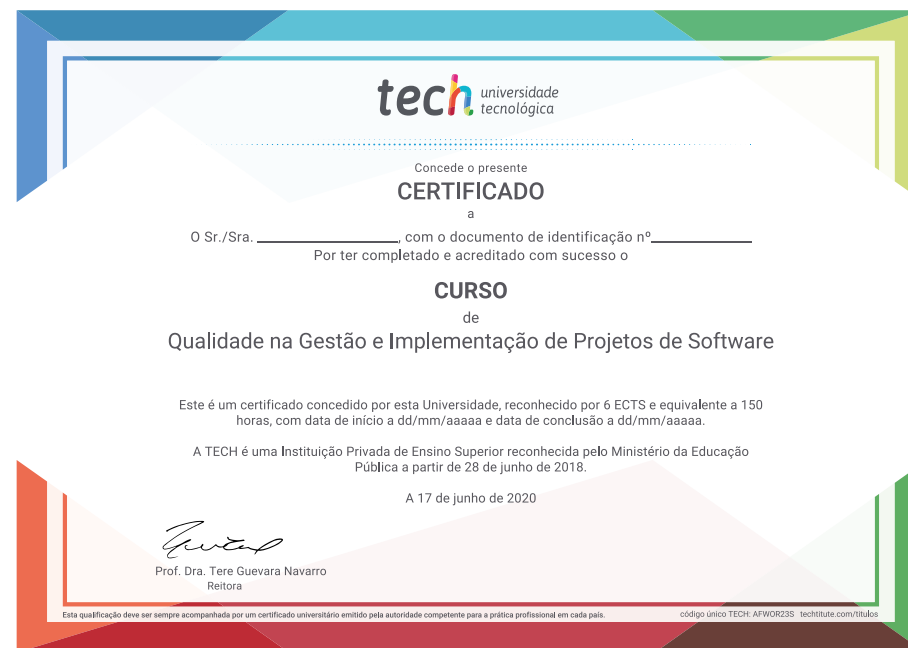 tech universidade
tecnológica
Concede o presente
CERTIFICADO
a
O Sr./Sra. ____________________, com o documento de identificação nº______________
Por ter completado e acreditado com sucesso o
CURSO
de
Qualidade na Gestão e Implementação de Projetos de Software
Este é um certificado concedido por esta Universidade, reconhecido por 6 ECTS e equivalente a 150
horas, com data de início a dd/mm/aaaaa e data de conclusão a dd/mm/aaaaa.
A TECH é uma Instituição Privada de Ensino Superior reconhecida pelo Ministério da Educação
Pública a partir de 28 de junho de 2018.
A 17 de junho de 2020
Prof. Dra. Tere Guevara Navarro
Reitora
Esta qualificação deve ser sempre acompanhada por um certificado universitário emitido pela autoridade competente para a prática profissional em cada país.
código único TECH: AFWOR23S techtitute.com/titulos